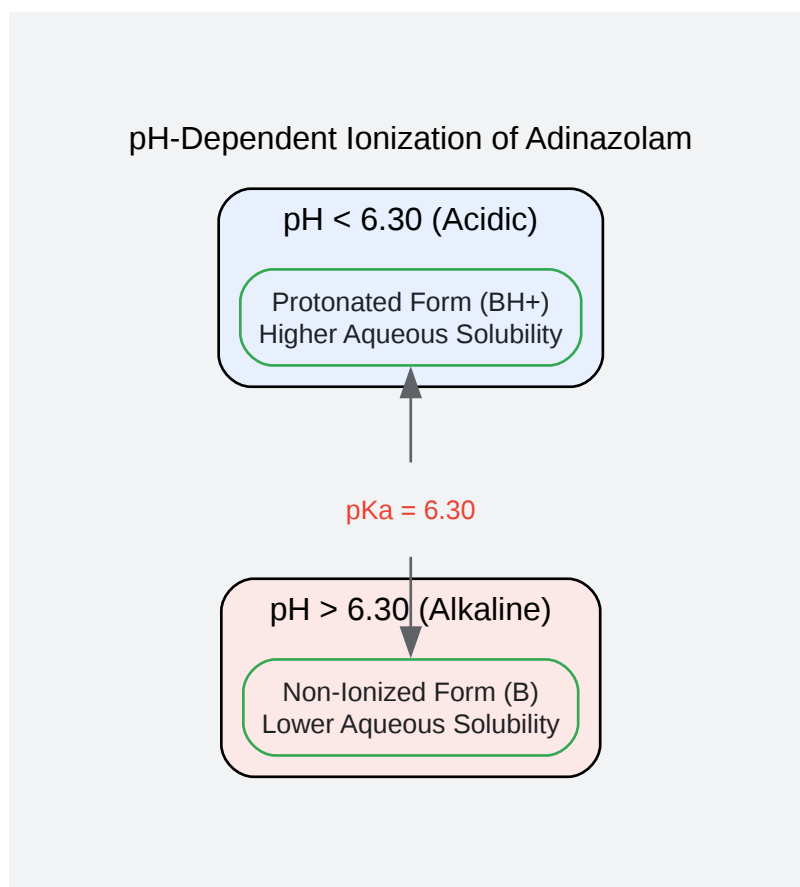 pH-Dependent Ionization of Adinazolam
pH < 6.30 (Acidic)
Protonated Form (BH+)
Higher Aqueous Solubility
pKa = 6.30
pH > 6.30 (Alkaline)
Non-Ionized Form (B)
Lower Aqueous Solubility